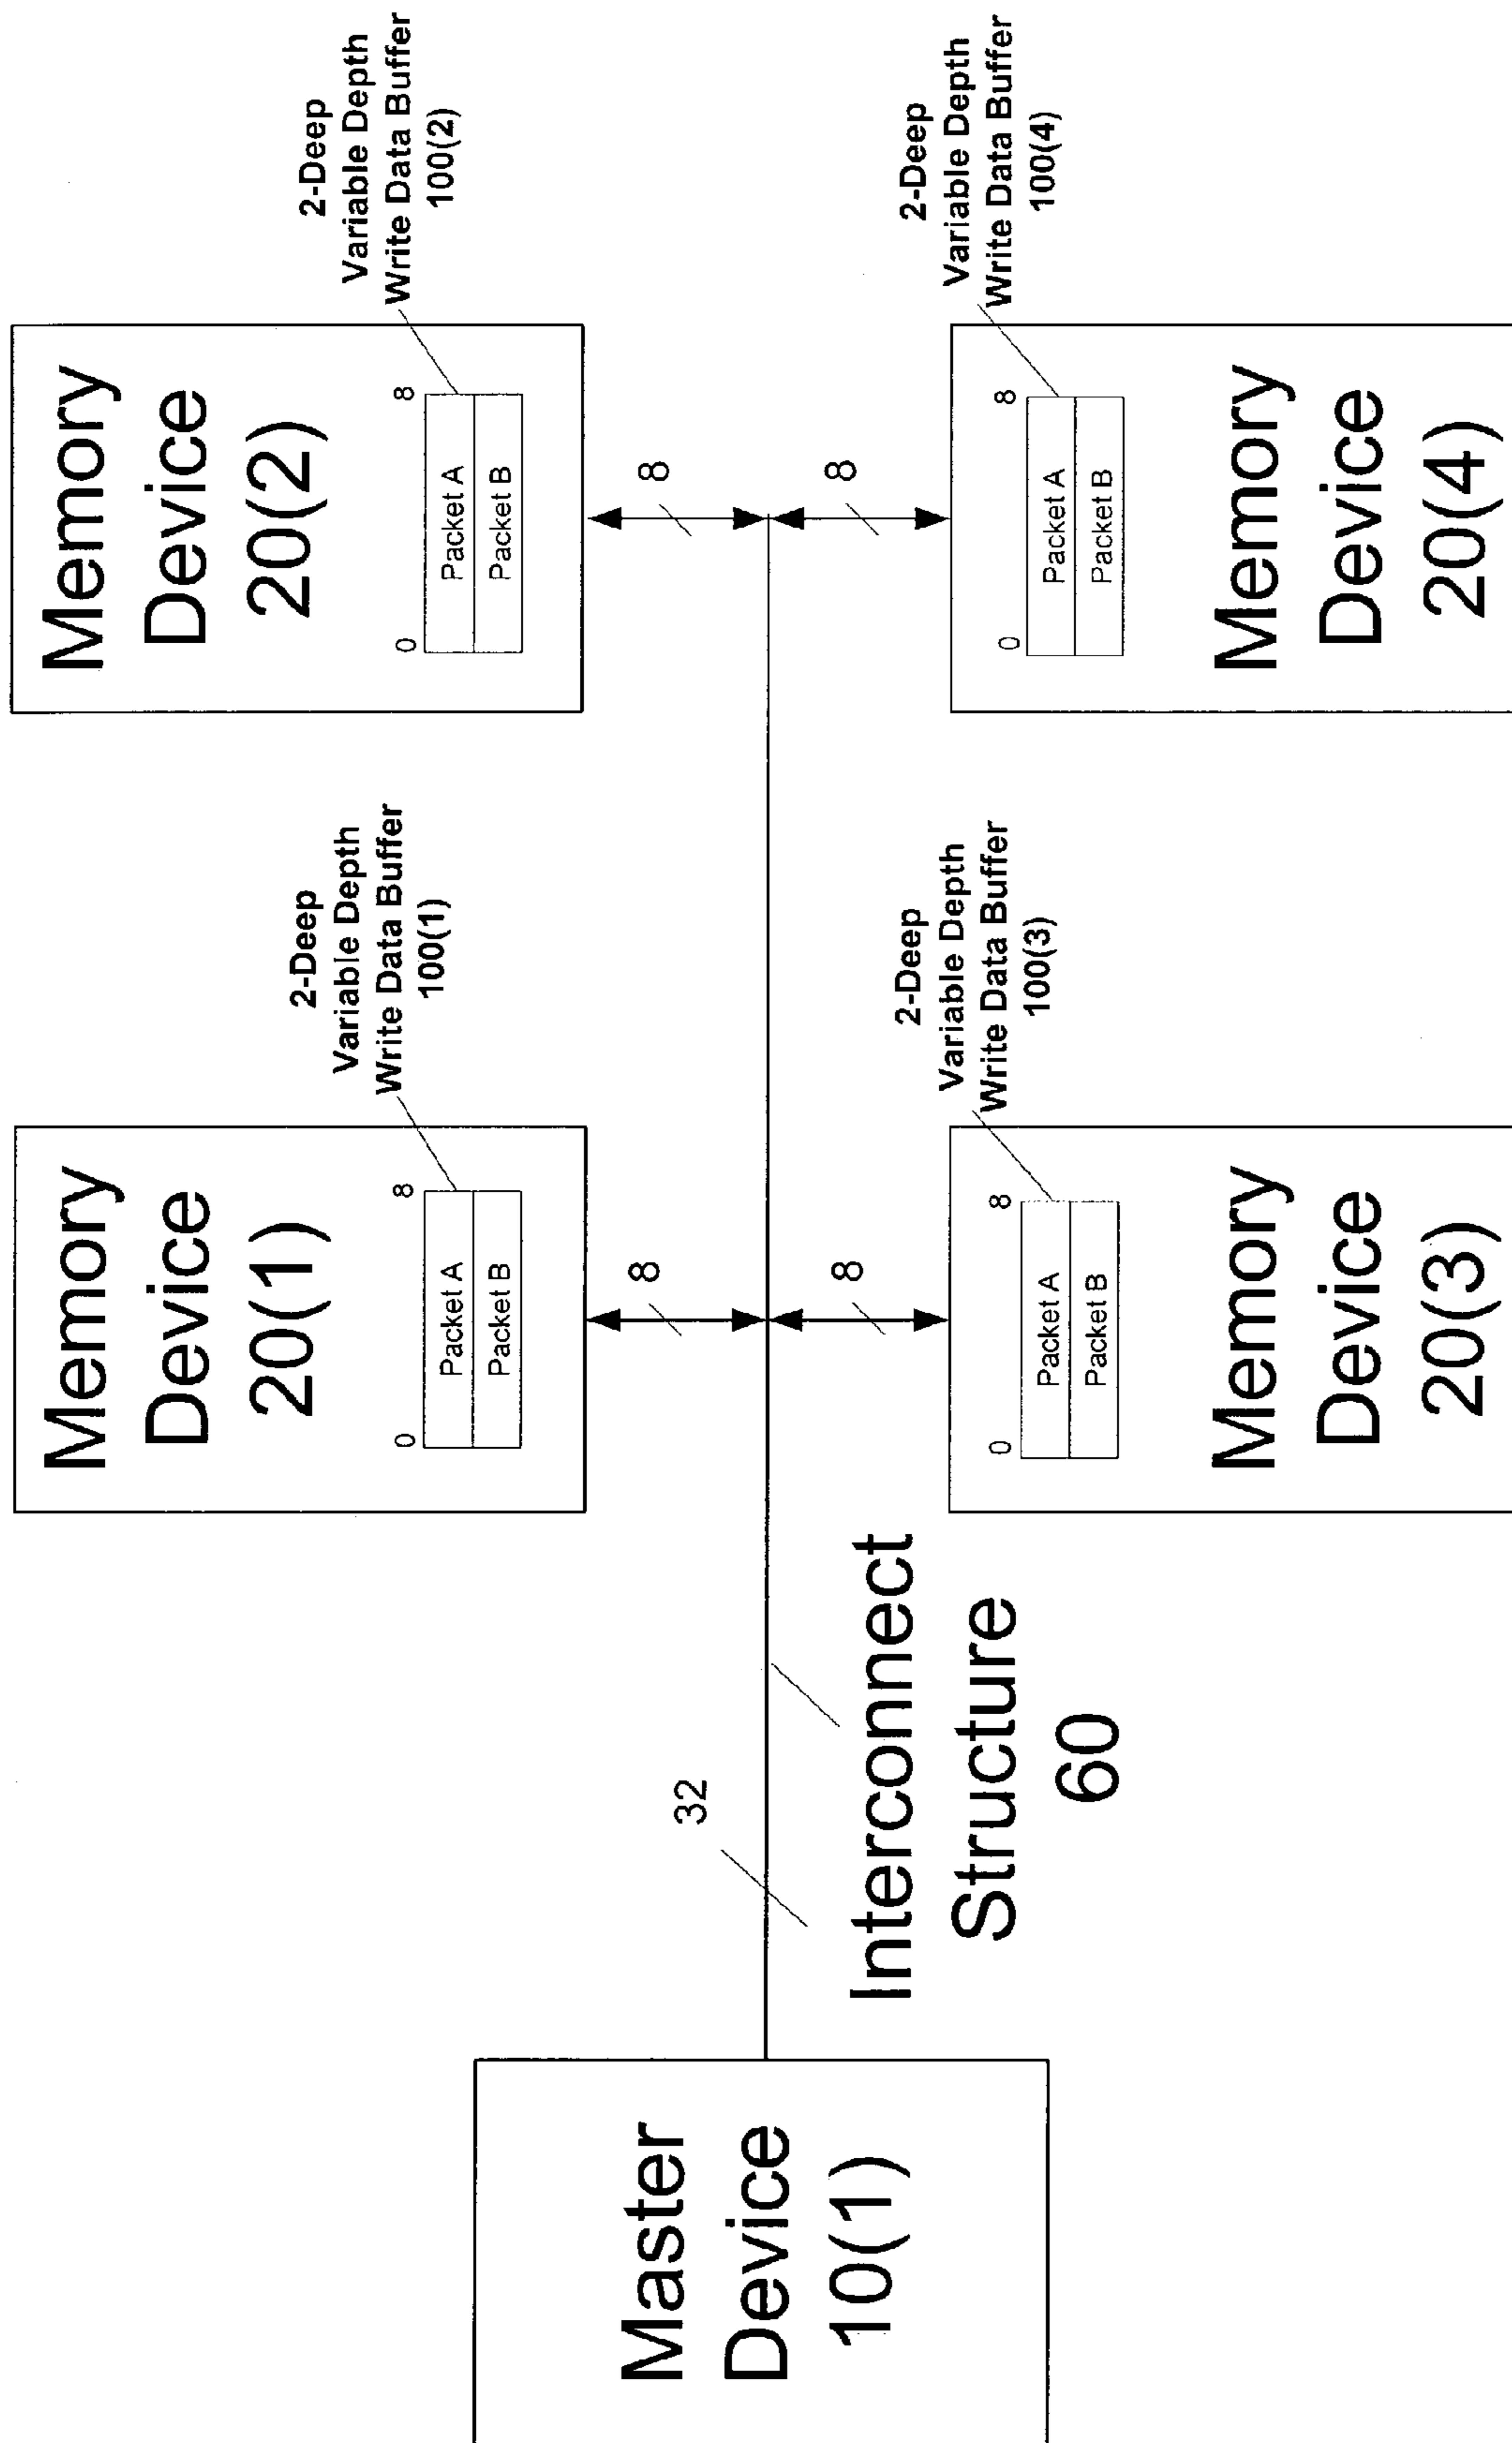 Master
Device
10(1)
32
Interconnect
Structure
60
Memory
Device
20(1)
0
8
Packet A
Packet B
2-Deep
Variable Depth
Write Data Buffer
100(1)
8
8
0
8
Packet A
Packet B
2-Deep
Variable Depth
Write Data Buffer
100(3)
Memory
Device
20(3)
Memory
Device
20(2)
0
8
Packet A
Packet B
2-Deep
Variable Depth
Write Data Buffer
100(2)
8
8
0
8
Packet A
Packet B
2-Deep
Variable Depth
Write Data Buffer
100(4)
Memory
Device
20(4)